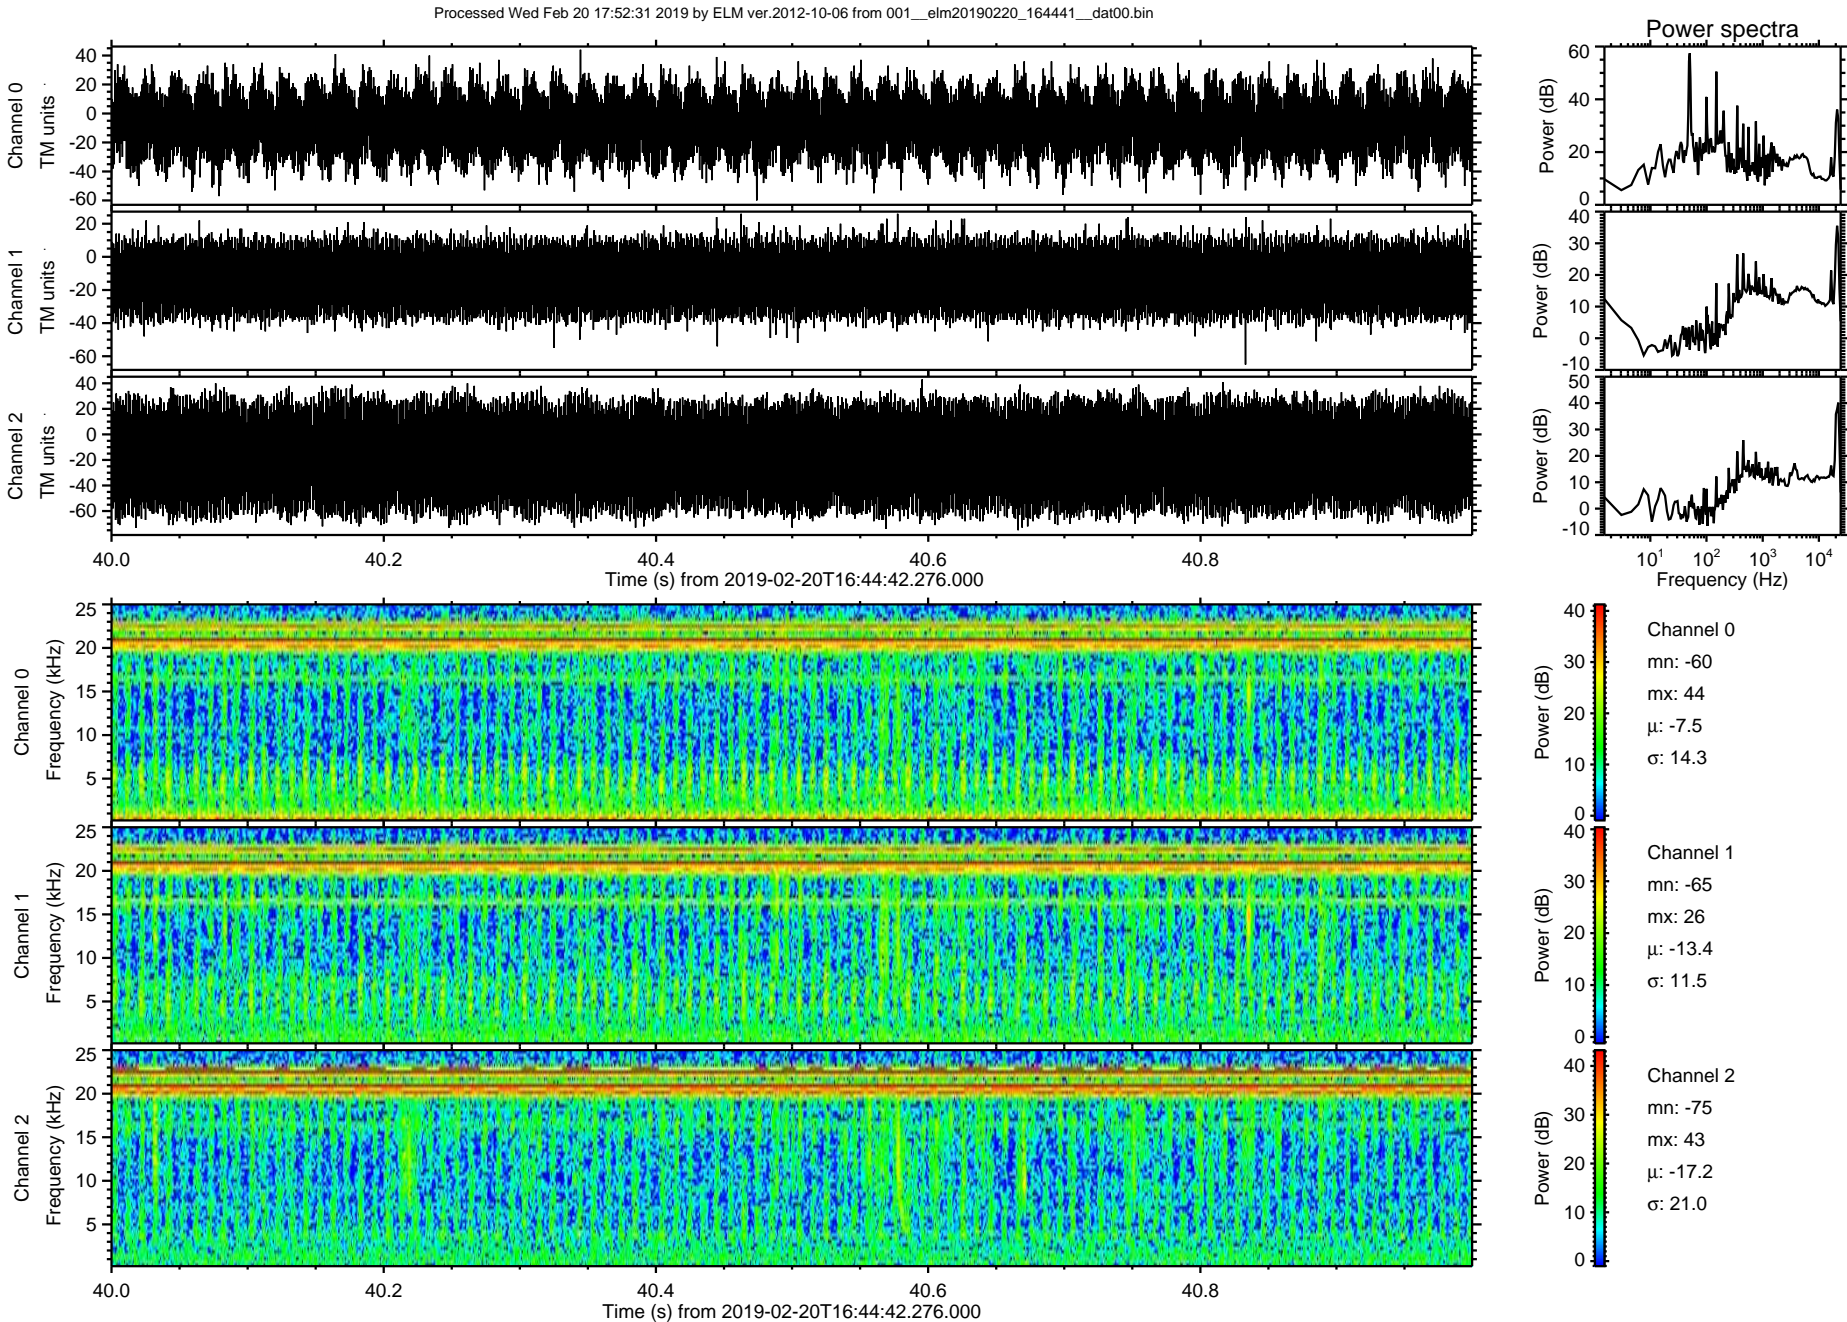 Processed Wed Feb 20 17:52:31 2019 by ELM ver.2012-10-06 from 001__elm20190220_164441__dat00.bin
Power spectra
Channel 0
TM units
40
20
0
-20
-40
-60
Power (dB)
60
40
20
0
Channel 1
TM units
20
0
-20
-40
-60
Power (dB)
40
30
20
10
0
-10
Channel 2
TM units
40
20
0
-20
-40
-60
Power (dB)
50
40
30
20
10
0
-10
40.0 40.2 40.4 40.6 40.8
Time (s) from 2019-02-20T16:44:42.276.000
10^1 10^2 10^3 10^4
Frequency (Hz)
Channel 0
Frequency (kHz)
25
20
15
10
5
Power (dB)
40
30
20
10
0
Channel 0
mn: -60
mx: 44
μ: -7.5
σ: 14.3
Channel 1
Frequency (kHz)
25
20
15
10
5
Power (dB)
40
30
20
10
0
Channel 1
mn: -65
mx: 26
μ: -13.4
σ: 11.5
Channel 2
Frequency (kHz)
25
20
15
10
5
Power (dB)
40
30
20
10
0
Channel 2
mn: -75
mx: 43
μ: -17.2
σ: 21.0
40.0 40.2 40.4 40.6 40.8
Time (s) from 2019-02-20T16:44:42.276.000